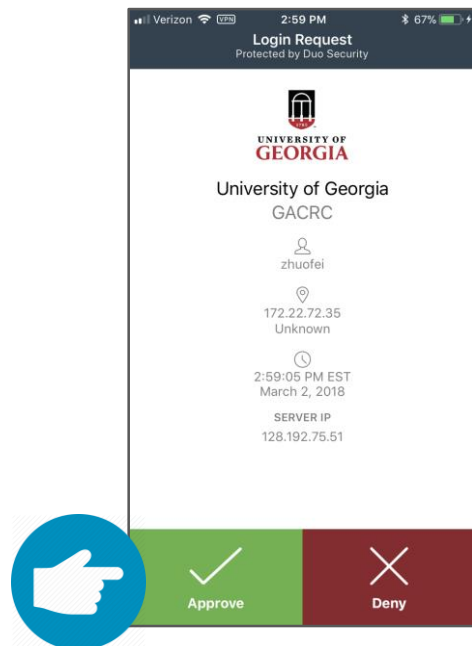 Verizon VPN 2:59 PM 67%
Login Request
Protected by Duo Security
1785
UNIVERSITY OF
GEORGIA
University of Georgia
GACRC
zhuofei
172.22.72.35
Unknown
2:59:05 PM EST
March 2, 2018
SERVER IP
128.192.75.51
Approve Deny